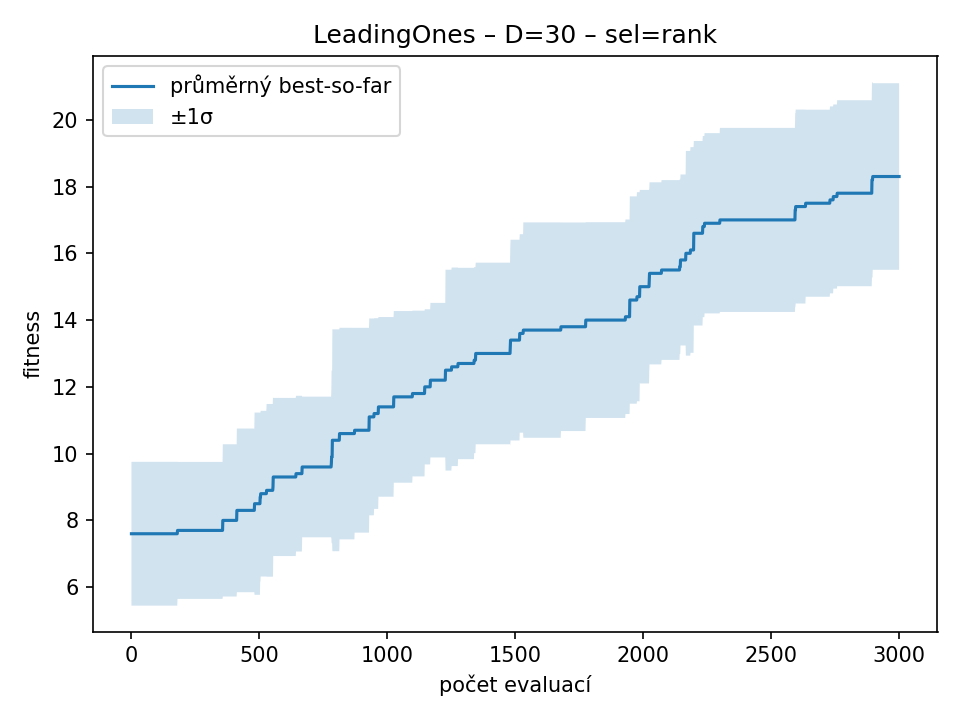 LeadingOnes – D=30 – sel=rank
průměrný best-so-far
±1σ
fitness
20
18
16
14
12
10
8
6
0 500 1000 1500 2000 2500 3000
počet evaluací